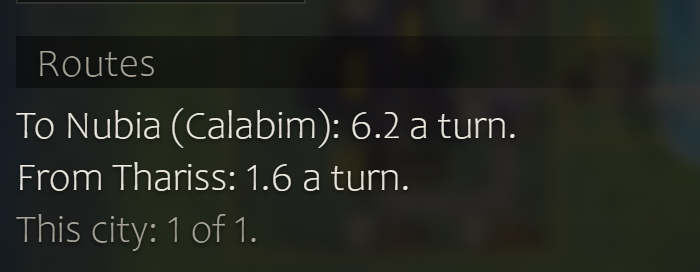 Routes
To Nubia (Calabim): 6.2 a turn.
From Thariss: 1.6 a turn.
This city: 1 of 1.